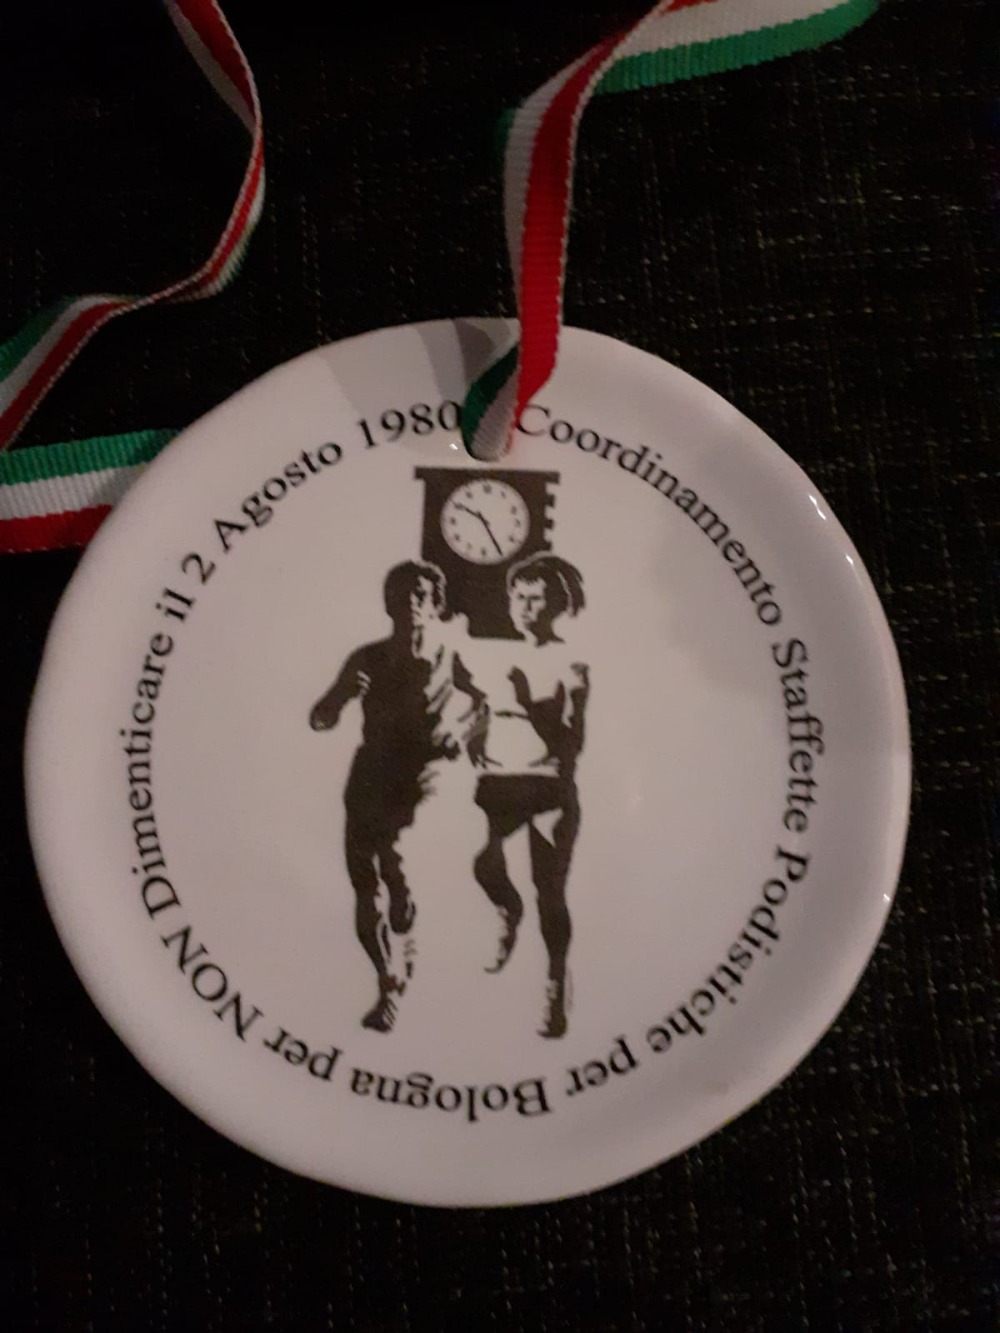 Coordinamento Staffette Podistiche per Bologna per NON Dimenticare il 2 Agosto 1980